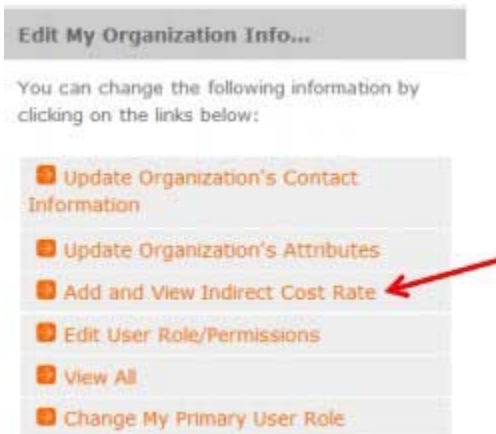 Edit My Organization Info...
You can change the following information by
clicking on the links below:
Update Organization's Contact
Information
Update Organization's Attributes
Add and View Indirect Cost Rate
Edit User Role/Permissions
View All
Change My Primary User Role